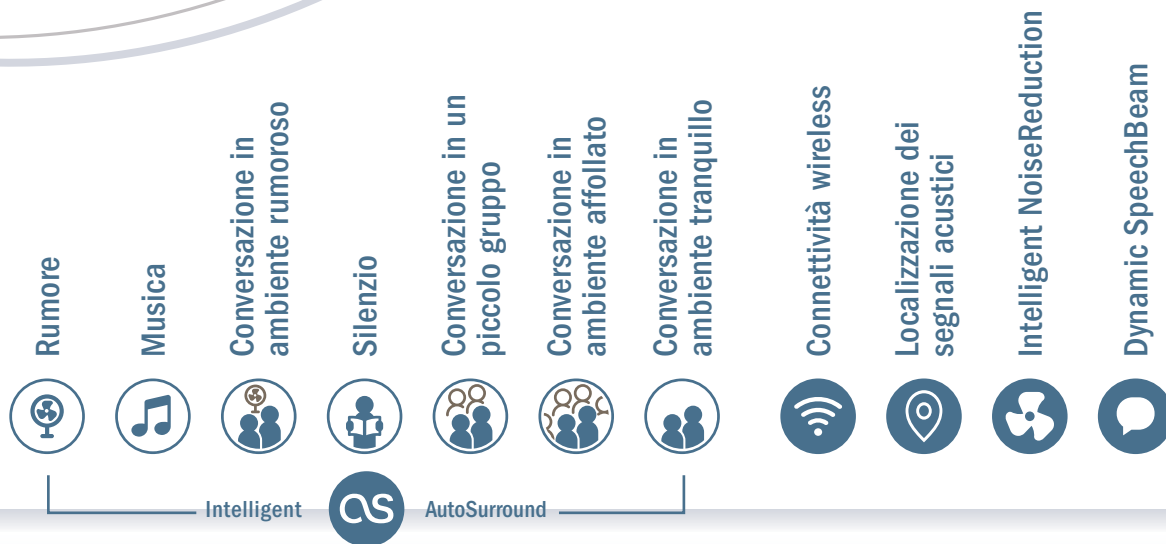 Rumore
Musica
Conversazione in
ambiente rumoroso
Silenzio
Conversazione in un
piccolo gruppo
Conversazione in
ambiente affollato
Conversazione in
ambiente tranquillo
Connettività wireless
Localizzazione dei
segnali acustici
Intelligent NoiseReduction
Dynamic SpeechBeam
Intelligent as AutoSurround